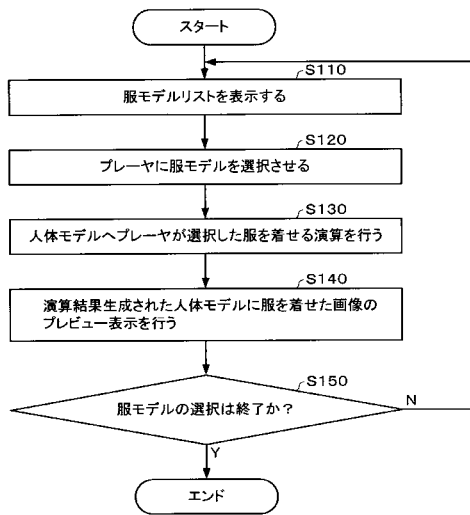 スタート
S110
服モデルリストを表示する
S120
プレーヤに服モデルを選択させる
S130
人体モデルへプレーヤが選択した服を着せる演算を行う
S140
演算結果生成された人体モデルに服を着せた画像の
プレビュー表示を行う
S150
服モデルの選択は終了か?
N
Y
エンド